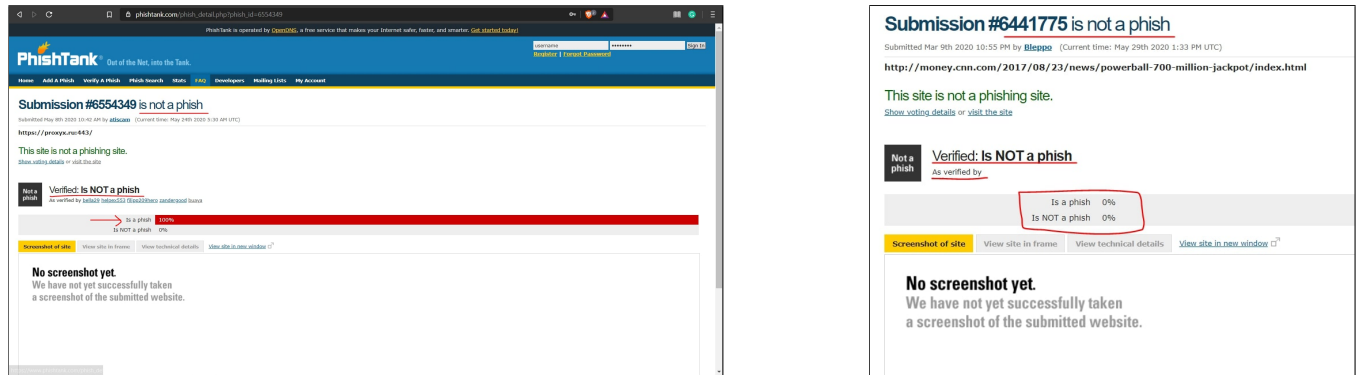 phishtank.com/phish_detail.php?phish_id=6554349
PhishTank is operated by OpenDNS, a free service that makes your Internet safer, faster, and smarter. Get started today!
username
Sign In
Register | Forgot Password
PhishTank® Out of the Net, into the Tank.
Home Add A Phish Verify A Phish Phish Search Stats FAQ Developers Mailing Lists My Account
Submission #6554349 is not a phish
Submitted May 8th 2020 10:42 AM by atiscam (Current time: May 24th 2020 5:30 AM UTC)
https://proxyx.ru:443/
This site is not a phishing site.
Show voting details or visit the site
Not a phish
Verified: Is NOT a phish
As verified by
Is a phish 100%
Is NOT a phish 0%
Screenshot of site View site in frame View technical details View site in new window
No screenshot yet.
We have not yet successfully taken
a screenshot of the submitted website.
Submission #6441775 is not a phish
Submitted Mar 9th 2020 10:55 PM by Bleppo (Current time: May 29th 2020 1:33 PM UTC)
http://money.cnn.com/2017/08/23/news/powerball-700-million-jackpot/index.html
This site is not a phishing site.
Show voting details or visit the site
Not a
phish
Verified: Is NOT a phish
As verified by
Is a phish 0%
Is NOT a phish 0%
Screenshot of site View site in frame View technical details View site in new window
No screenshot yet.
We have not yet successfully taken
a screenshot of the submitted website.